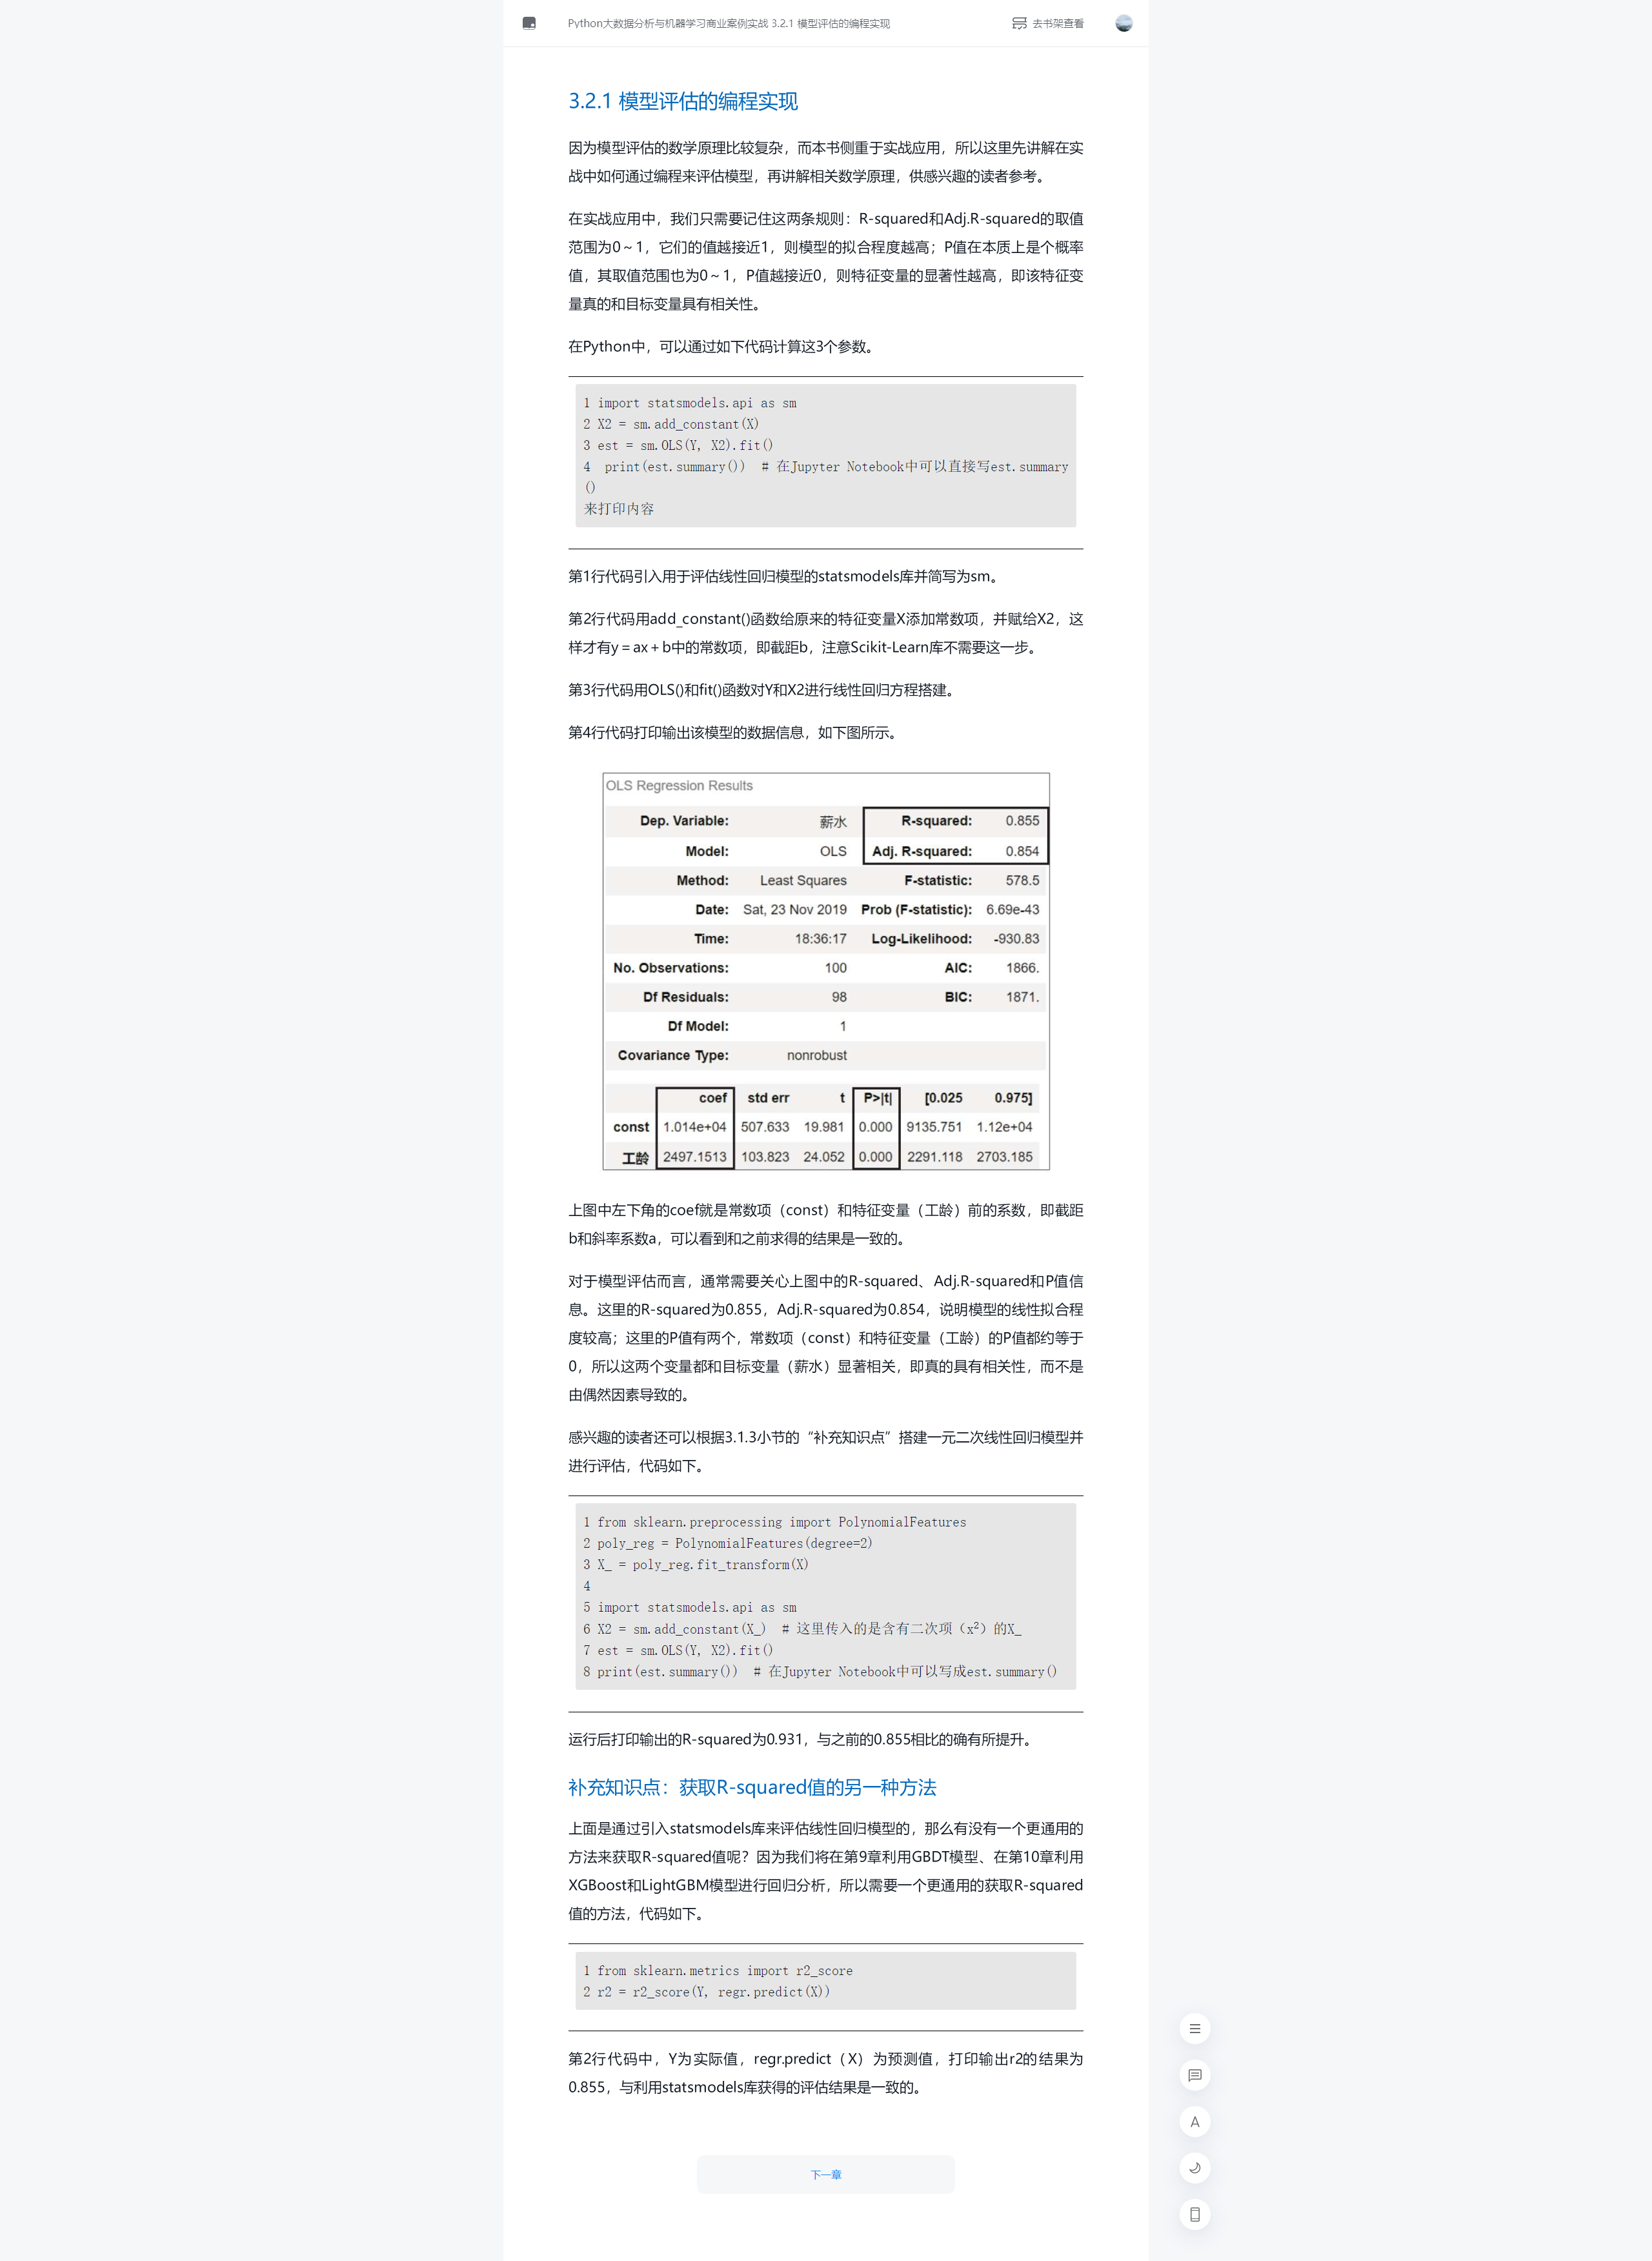 Python大数据分析与机器学习商业案例实战 3.2.1 模型评估的编程实现
去书架查看
3.2.1 模型评估的编程实现
因为模型评估的数学原理比较复杂，而本书侧重于实战应用，所以这里先讲解在实
战中如何通过编程来评估模型，再讲解相关数学原理，供感兴趣的读者参考。
在实战应用中，我们只需要记住这两条规则：R-squared和Adj.R-squared的取值
范围为0～1，它们的值越接近1，则模型的拟合程度越高；P值在本质上是个概率
值，其取值范围也为0～1，P值越接近0，则特征变量的显著性越高，即该特征变
量真的和目标变量具有相关性。
在Python中，可以通过如下代码计算这3个参数。
1 import statsmodels.api as sm
2 X2 = sm.add_constant(X)
3 est = sm.OLS(Y, X2).fit()
4  print(est.summary())  # 在Jupyter Notebook中可以直接写est.summary
()
来打印内容
第1行代码引入用于评估线性回归模型的statsmodels库并简写为sm。
第2行代码用add_constant()函数给原来的特征变量X添加常数项，并赋给X2，这
样才有y＝ax＋b中的常数项，即截距b，注意Scikit-Learn库不需要这一步。
第3行代码用OLS()和fit()函数对Y和X2进行线性回归方程搭建。
第4行代码打印输出该模型的数据信息，如下图所示。
OLS Regression Results
Dep. Variable: 薪水 R-squared: 0.855
Model: OLS Adj. R-squared: 0.854
Method: Least Squares F-statistic: 578.5
Date: Sat, 23 Nov 2019 Prob (F-statistic): 6.69e-43
Time: 18:36:17 Log-Likelihood: -930.83
No. Observations: 100 AIC: 1866.
Df Residuals: 98 BIC: 1871.
Df Model: 1
Covariance Type: nonrobust
coef std err t P>|t| [0.025 0.975]
const 1.014e+04 507.633 19.981 0.000 9135.751 1.12e+04
工龄 2497.1513 103.823 24.052 0.000 2291.118 2703.185
上图中左下角的coef就是常数项（const）和特征变量（工龄）前的系数，即截距
b和斜率系数a，可以看到和之前求得的结果是一致的。
对于模型评估而言，通常需要关心上图中的R-squared、Adj.R-squared和P值信
息。这里的R-squared为0.855，Adj.R-squared为0.854，说明模型的线性拟合程
度较高；这里的P值有两个，常数项（const）和特征变量（工龄）的P值都约等于
0，所以这两个变量都和目标变量（薪水）显著相关，即真的具有相关性，而不是
由偶然因素导致的。
感兴趣的读者还可以根据3.1.3小节的“补充知识点”搭建一元二次线性回归模型并
进行评估，代码如下。
1 from sklearn.preprocessing import PolynomialFeatures
2 poly_reg = PolynomialFeatures(degree=2)
3 X_ = poly_reg.fit_transform(X)
4
5 import statsmodels.api as sm
6 X2 = sm.add_constant(X_)  # 这里传入的是含有二次项（x²）的X_
7 est = sm.OLS(Y, X2).fit()
8 print(est.summary())  # 在Jupyter Notebook中可以写成est.summary()
运行后打印输出的R-squared为0.931，与之前的0.855相比的确有所提升。
补充知识点：获取R-squared值的另一种方法
上面是通过引入statsmodels库来评估线性回归模型的，那么有没有一个更通用的
方法来获取R-squared值呢？因为我们将在第9章利用GBDT模型、在第10章利用
XGBoost和LightGBM模型进行回归分析，所以需要一个更通用的获取R-squared
值的方法，代码如下。
1 from sklearn.metrics import r2_score
2 r2 = r2_score(Y, regr.predict(X))
第2行代码中，Y为实际值，regr.predict（X）为预测值，打印输出r2的结果为
0.855，与利用statsmodels库获得的评估结果是一致的。
A
下一章